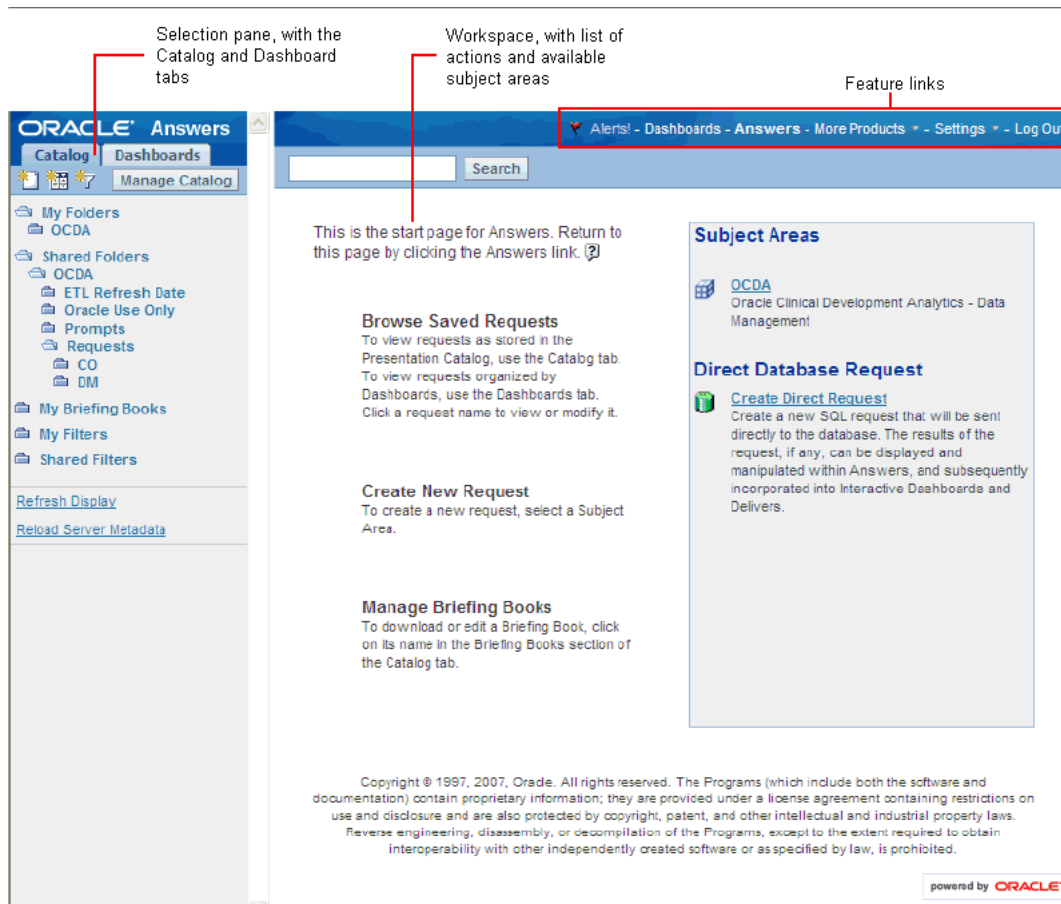 Selection pane, with the
Catalog and Dashboard
tabs
Workspace, with list of
actions and available
subject areas
Feature links
ORACLE Answers
Catalog Dashboards
Manage Catalog
My Folders
OCDA
Shared Folders
OCDA
ETL Refresh Date
Oracle Use Only
Prompts
Requests
CO
DM
My Briefing Books
My Filters
Shared Filters
Refresh Display
Reload Server Metadata
Alerts! - Dashboards - Answers - More Products - Settings - Log Out
Search
This is the start page for Answers. Return to
this page by clicking the Answers link.
Browse Saved Requests
To view requests as stored in the
Presentation Catalog, use the Catalog tab.
To view requests organized by
Dashboards, use the Dashboards tab.
Click a request name to view or modify it.
Create New Request
To create a new request, select a Subject
Area.
Manage Briefing Books
To download or edit a Briefing Book, click
on its name in the Briefing Books section of
the Catalog tab.
Subject Areas
OCDA
Oracle Clinical Development Analytics - Data
Management
Direct Database Request
Create Direct Request
Create a new SQL request that will be sent
directly to the database. The results of the
request, if any, can be displayed and
manipulated within Answers, and subsequently
incorporated into Interactive Dashboards and
Delivers.
Copyright © 1997, 2007, Oracle. All rights reserved. The Programs (which include both the software and
documentation) contain proprietary information; they are provided under a license agreement containing restrictions on
use and disclosure and are also protected by copyright, patent, and other intellectual and industrial property laws.
Reverse engineering, disassembly, or decompilation of the Programs, except to the extent required to obtain
interoperability with other independently created software or as specified by law, is prohibited.
powered by ORACLE